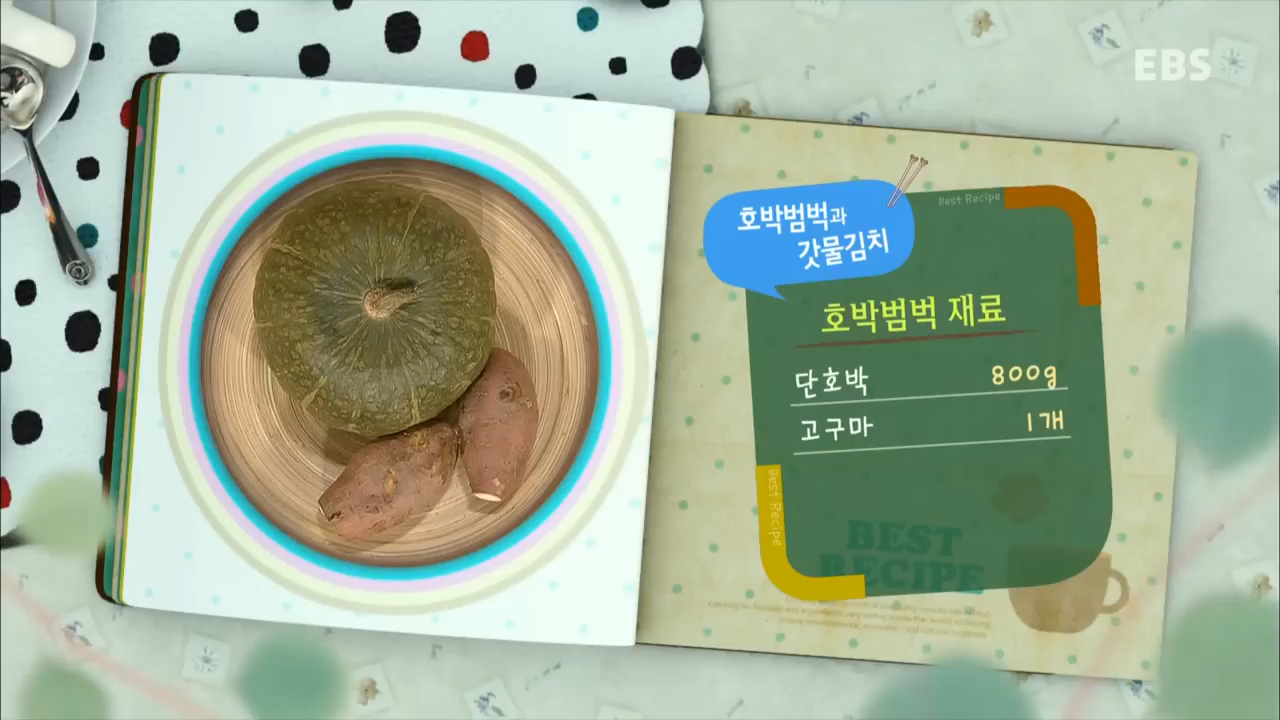 EBS
호박범벅과
갓물김치
Best Recipe
호박범벅 재료
단호박 800g
고구마 1개
Best Recipe
BEST
RECIPE